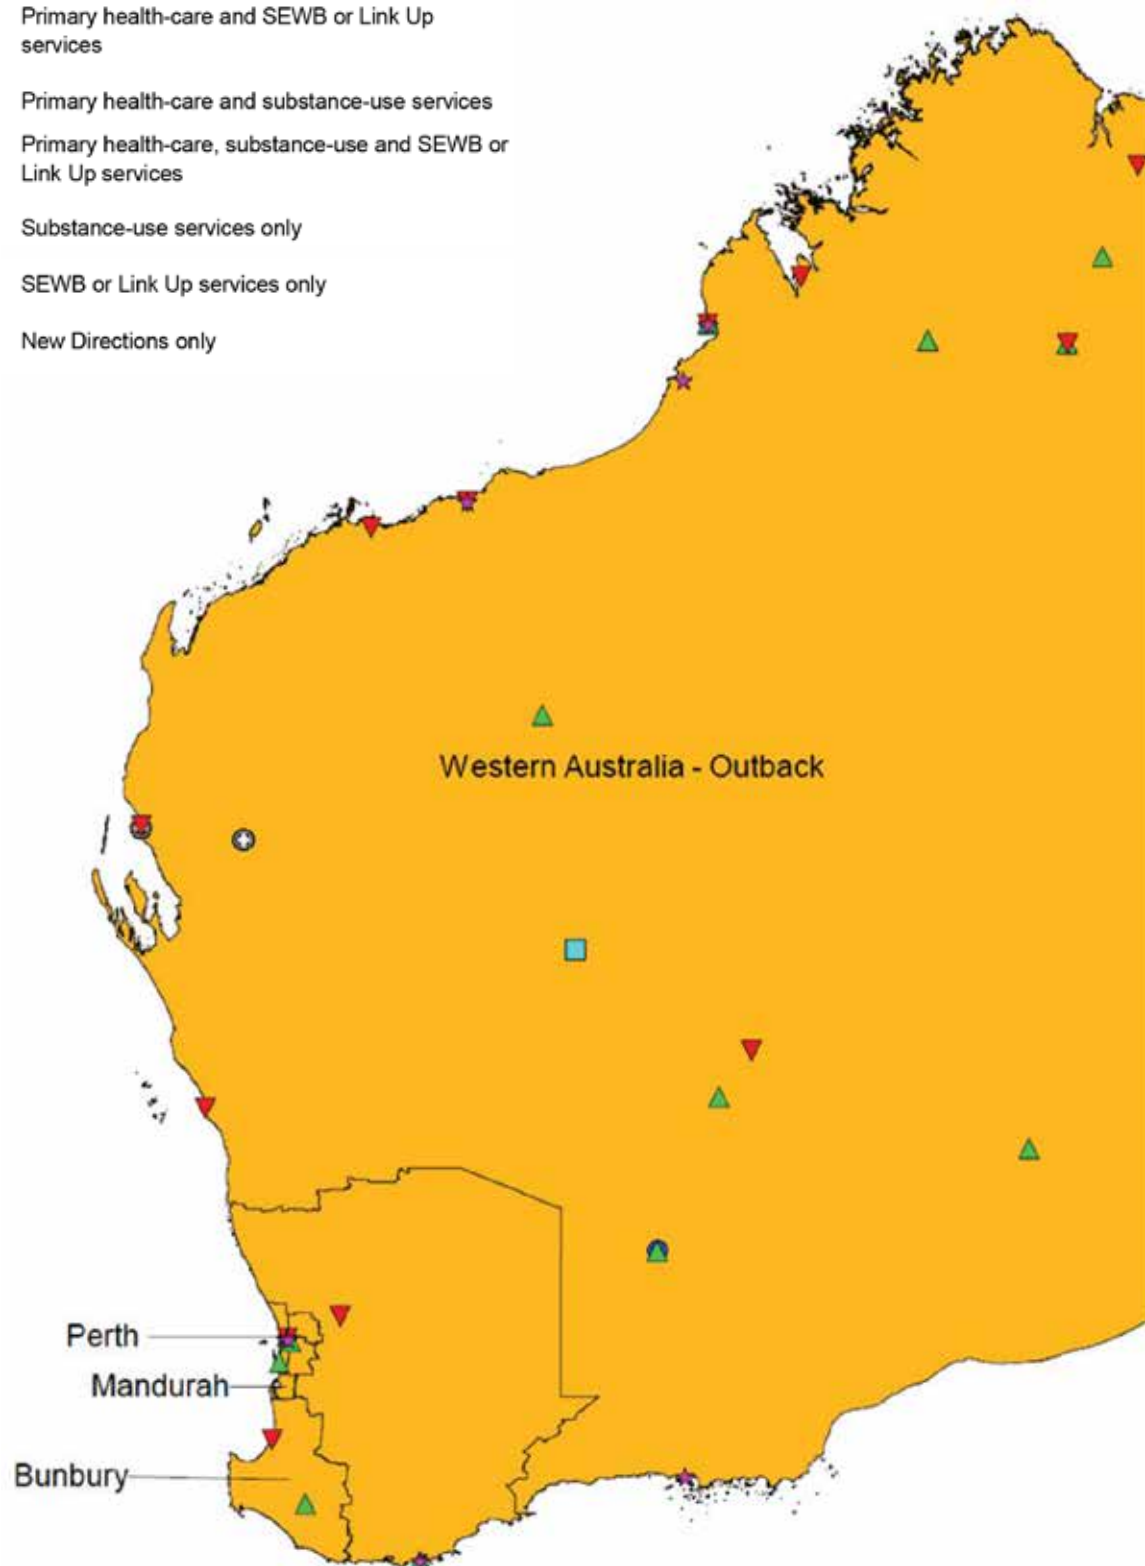 Primary health-care and SEWB or Link Up
services
Primary health-care and substance-use services
Primary health-care, substance-use and SEWB or
Link Up services
Substance-use services only
SEWB or Link Up services only
New Directions only
Western Australia - Outback
Perth
Mandurah
Bunbury